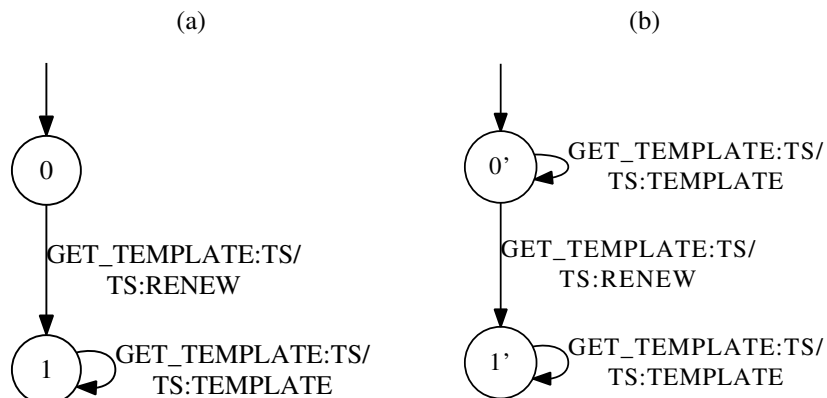 (a)
(b)
0
GET_TEMPLATE:TS/
TS:RENEW
1
GET_TEMPLATE:TS/
TS:TEMPLATE
0'
GET_TEMPLATE:TS/
TS:TEMPLATE
GET_TEMPLATE:TS/
TS:RENEW
1'
GET_TEMPLATE:TS/
TS:TEMPLATE